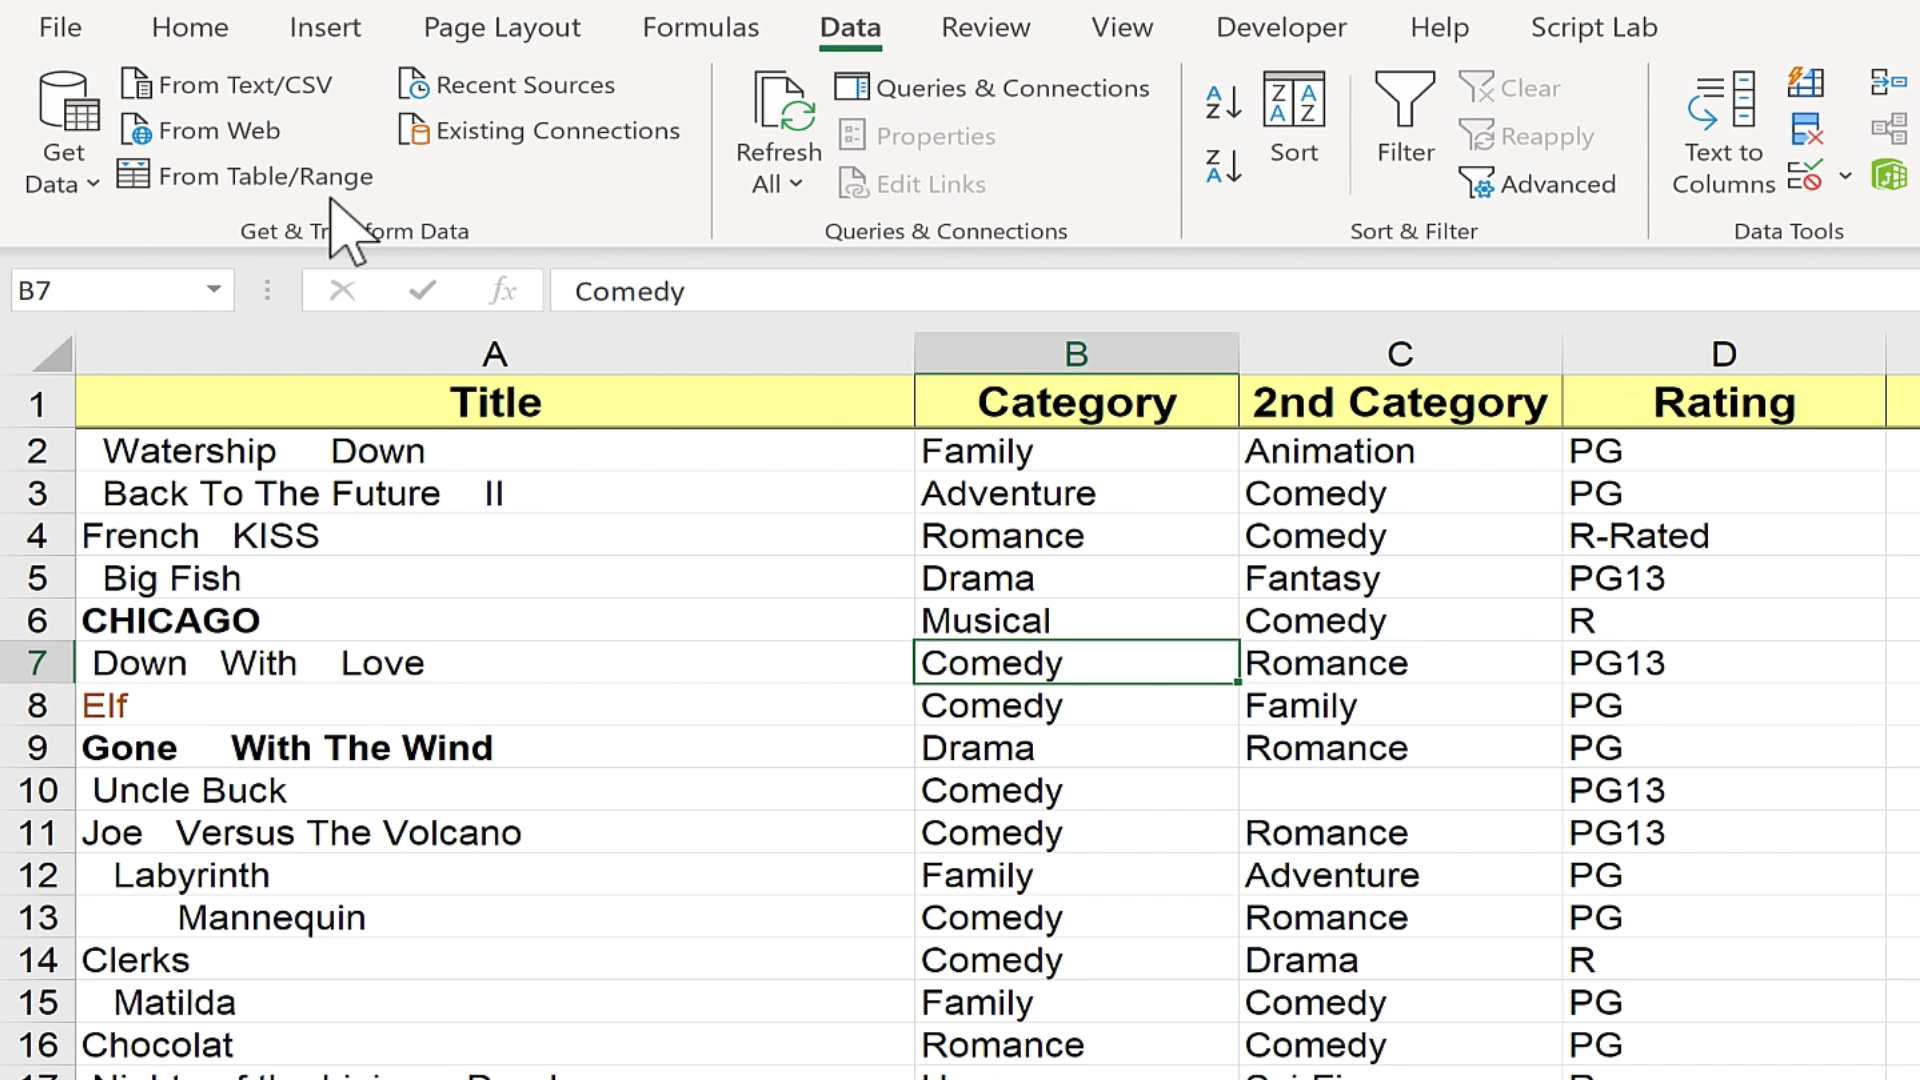 File Home Insert Page Layout Formulas Data Review View Developer Help Script Lab
Get Data
From Text/CSV
From Web
From Table/Range
Recent Sources
Existing Connections
Get & Tr form Data
Refresh All
Queries & Connections
Properties
Edit Links
Queries & Connections
Sort
Filter
Clear
Reapply
Advanced
Sort & Filter
Text to Columns
Data Tools
B7 fx Comedy
A B C D
1 Title Category 2nd Category Rating
2 Watership Down Family Animation PG
3 Back To The Future II Adventure Comedy PG
4 French KISS Romance Comedy R-Rated
5 Big Fish Drama Fantasy PG13
6 CHICAGO Musical Comedy R
7 Down With Love Comedy Romance PG13
8 Elf Comedy Family PG
9 Gone With The Wind Drama Romance PG
10 Uncle Buck Comedy PG13
11 Joe Versus The Volcano Comedy Romance PG13
12 Labyrinth Family Adventure PG
13 Mannequin Comedy Romance PG
14 Clerks Comedy Drama R
15 Matilda Family Comedy PG
16 Chocolat Romance Comedy PG